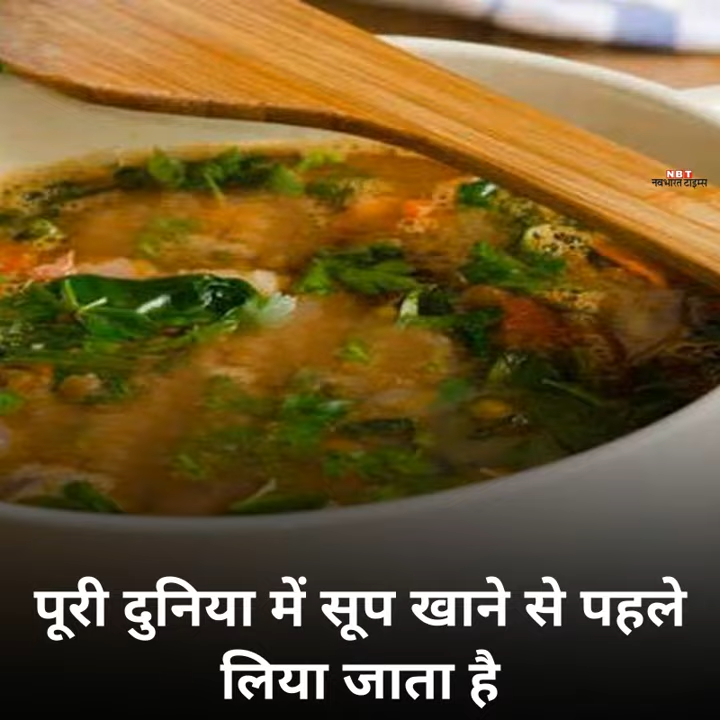 NBT
नवभारत टाइम्स
पूरी दुनिया में सूप खाने से पहले
लिया जाता है